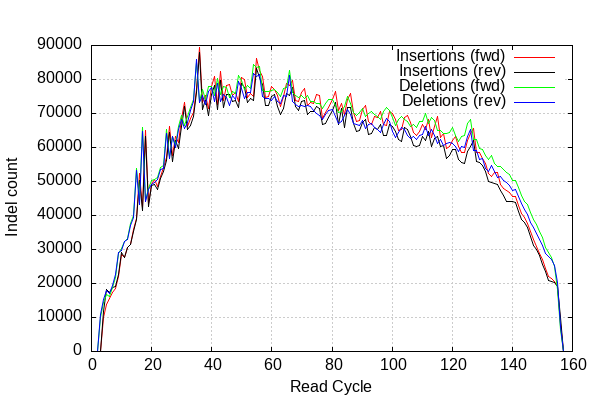 90000
80000
70000
60000
50000
40000
30000
20000
10000
0
Indel count
Insertions (fwd)
Insertions (rev)
Deletions (fwd)
Deletions (rev)
0 20 40 60 80 100 120 140 160
Read Cycle